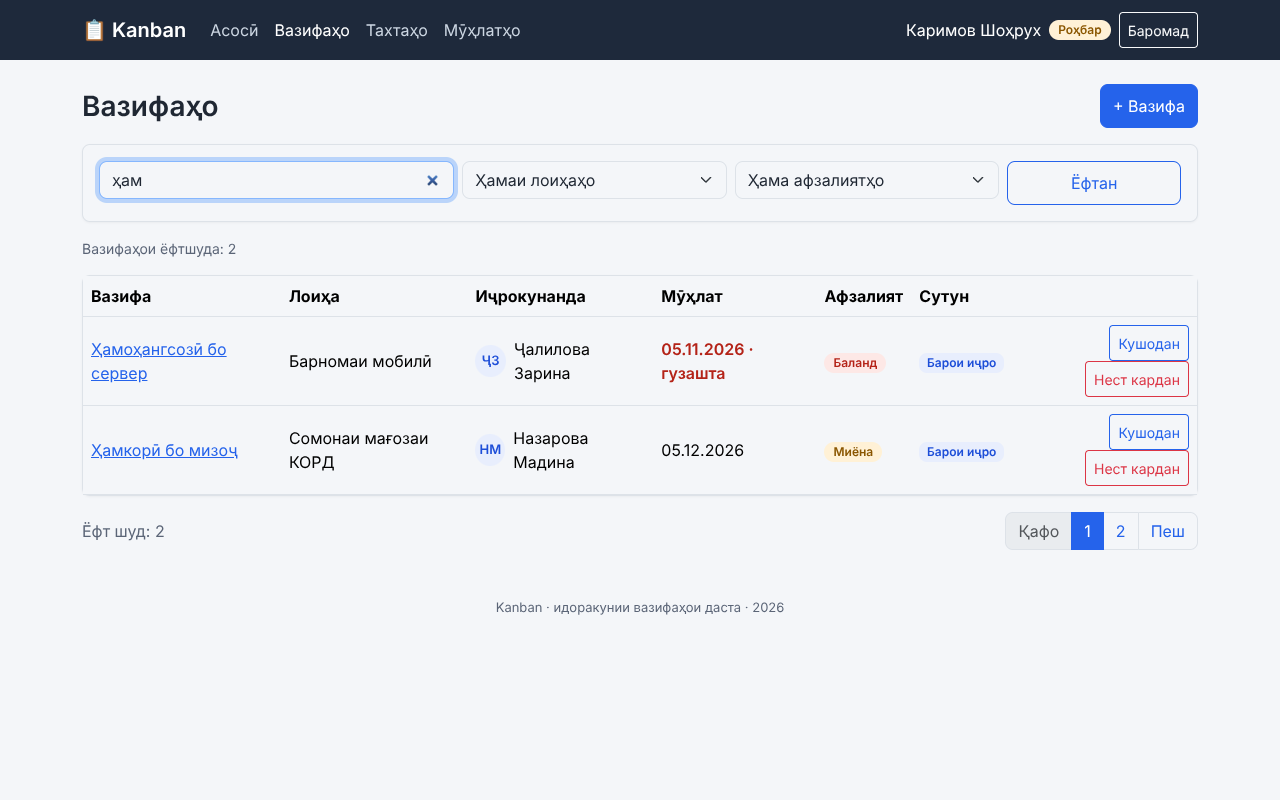 📋 Kanban Асосӣ Вазифаҳо Тахтаҳо Мӯҳлатҳо Каримов Шоҳрух Роҳбар Баромад
Вазифаҳо
+ Вазифа
ҳам Ҳамаи лоиҳаҳо Ҳама афзалиятҳо Ёфтан
Вазифаҳои ёфтшуда: 2
Вазифа Лоиҳа Иҷрокунанда Мӯҳлат Афзалият Сутун
Ҳамоҳангсозӣ бо
сервер
Барномаи мобилӣ
ҶЗ
Ҷалилова
Зарина
05.11.2026 ·
гузашта
Баланд
Барои иҷро
Кушодан
Нест кардан
Ҳамкорӣ бо мизоҷ
Сомонаи мағозаи
КОРД
НМ
Назарова
Мадина
05.12.2026
Миёна
Барои иҷро
Кушодан
Нест кардан
Ёфт шуд: 2
Қафо 1 2 Пеш
Kanban · идоракунии вазифаҳои даста · 2026